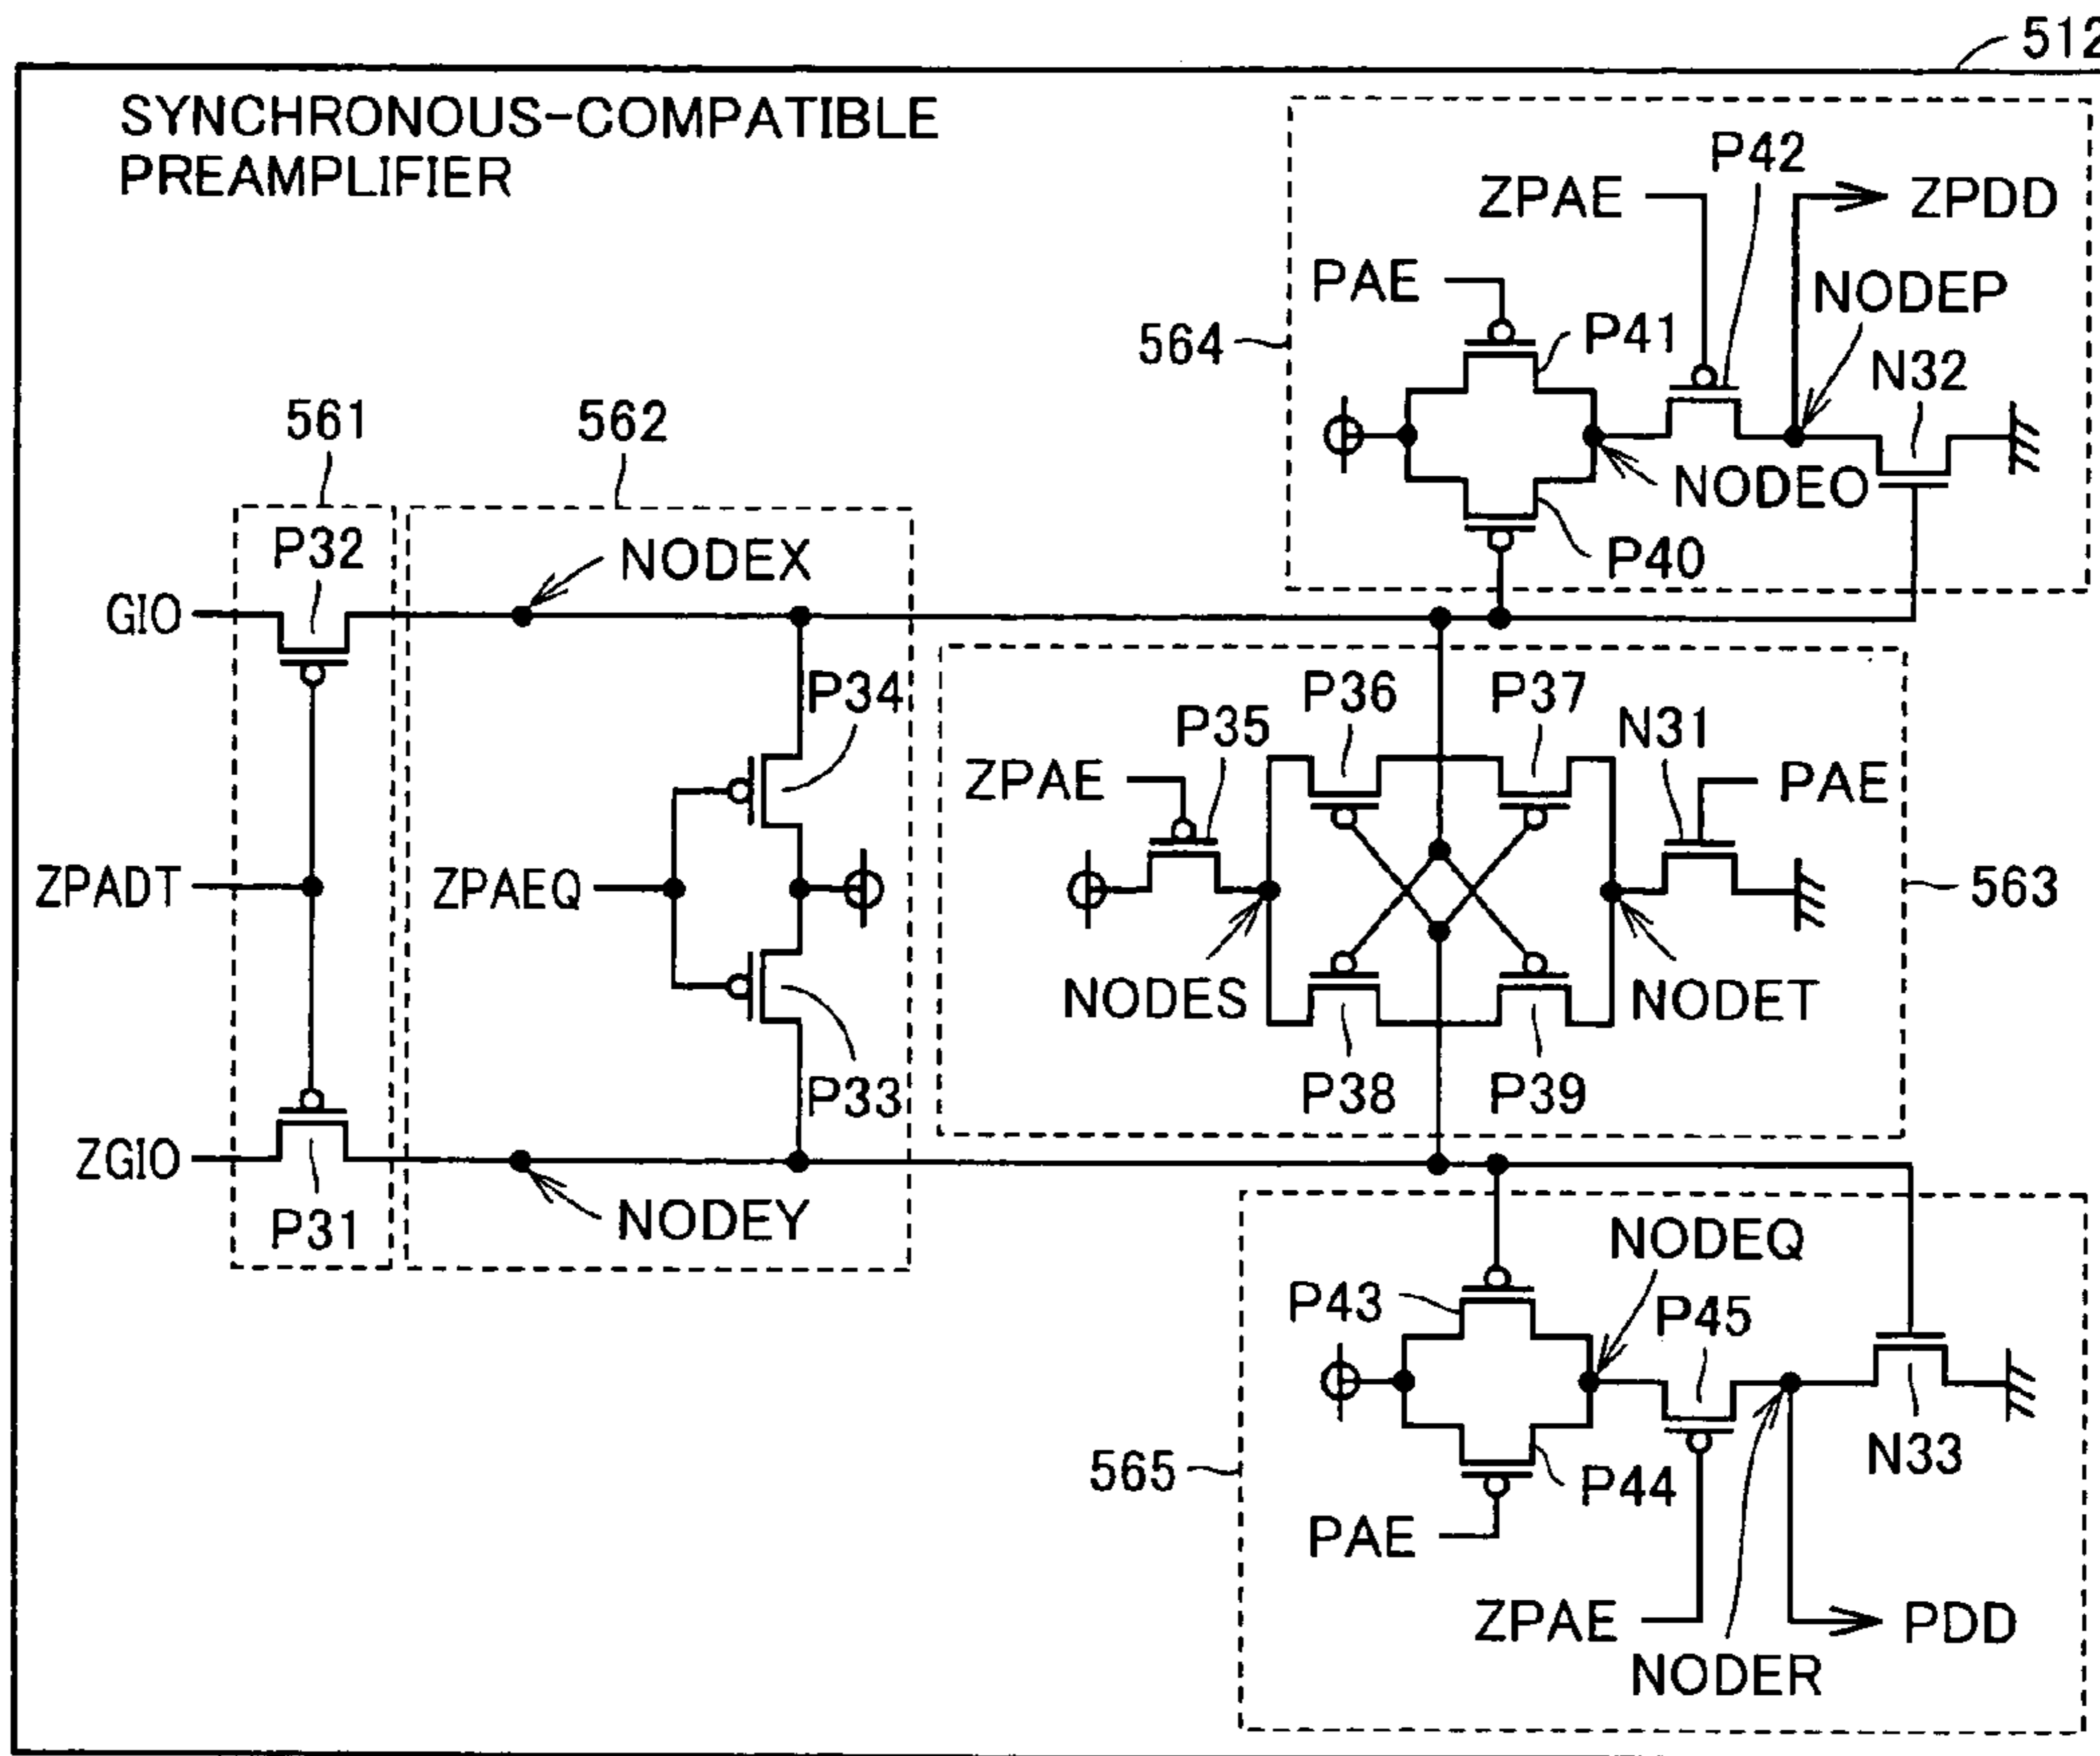 512
SYNCHRONOUS-COMPATIBLE
PREAMPLIFIER
P42
ZPAE
ZPDD
PAE
NODEP
564
P41
N32
561
562
NODEO
P32
NODEX
P40
GIO
P34
P36
P37
P35
N31
ZPAE
PAE
ZPADT
ZPAEQ
563
NODES
NODET
P33
P38
P39
ZGIO
P31
NODEY
NODEQ
P43
P45
565
P44
N33
PAE
ZPAE
PDD
NODER